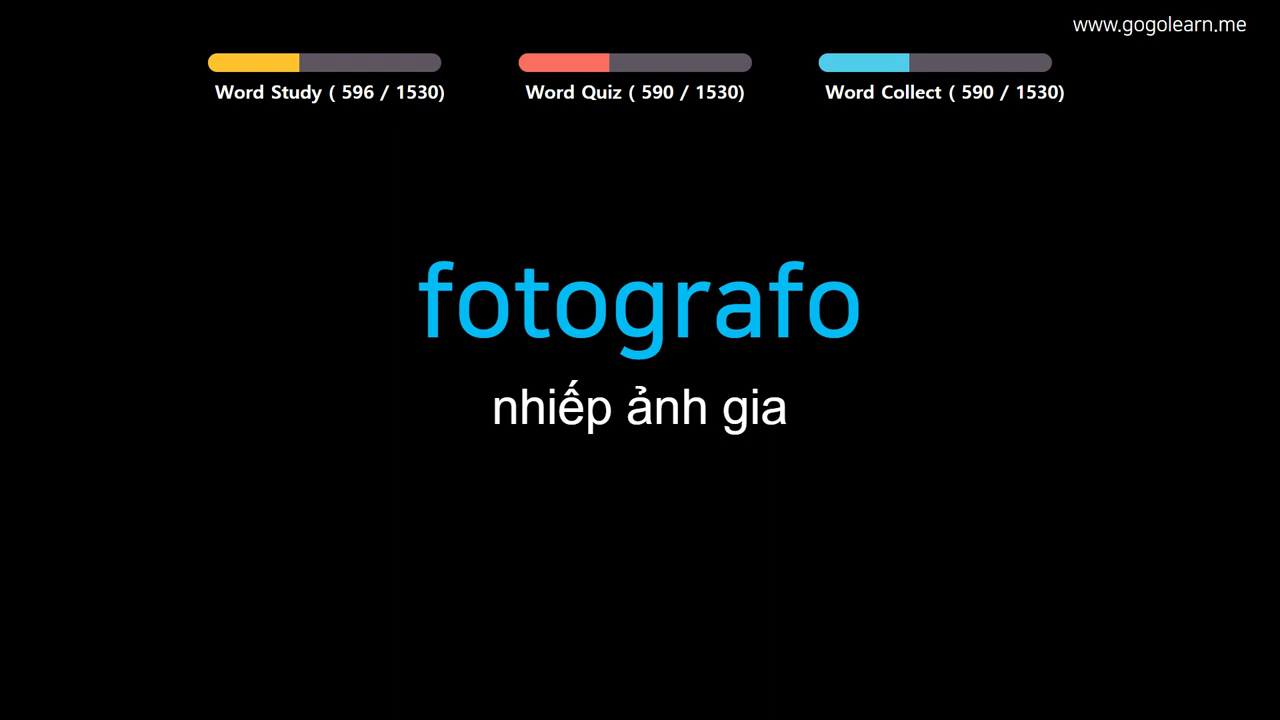 www.gogolearn.me
Word Study ( 596 / 1530)
Word Quiz ( 590 / 1530)
Word Collect ( 590 / 1530)
fotografo
nhiếp ảnh gia